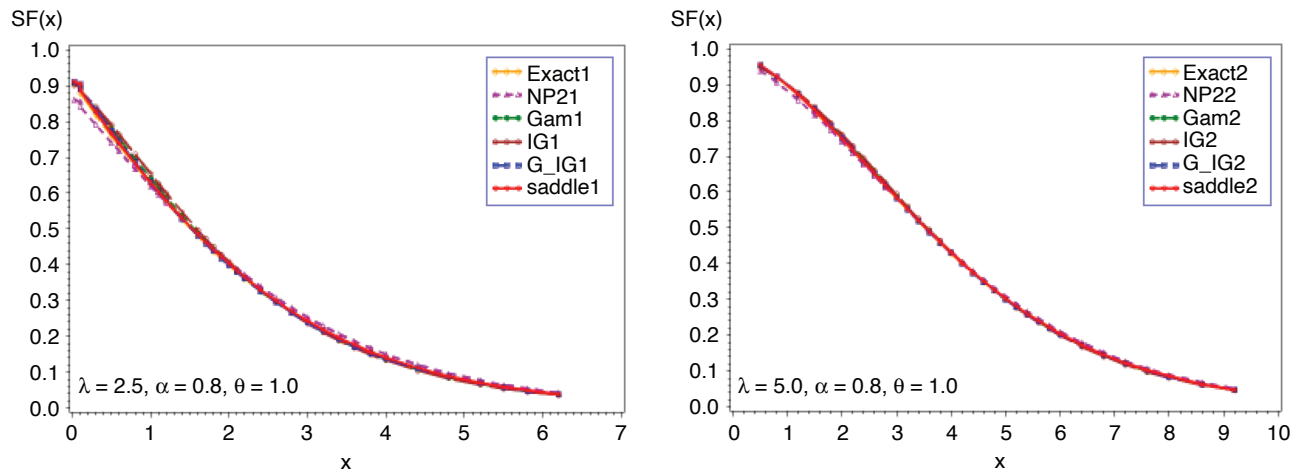 SF(x)
1.0
0.9
0.8
0.7
0.6
0.5
0.4
0.3
0.2
0.1
0.0
Exact1
NP21
Gam1
IG1
G_IG1
saddle1
λ = 2.5, α = 0.8, θ = 1.0
0 1 2 3 4 5 6 7
x
SF(x)
1.0
0.9
0.8
0.7
0.6
0.5
0.4
0.3
0.2
0.1
0.0
Exact2
NP22
Gam2
IG2
G_IG2
saddle2
λ = 5.0, α = 0.8, θ = 1.0
0 1 2 3 4 5 6 7 8 9 10
x